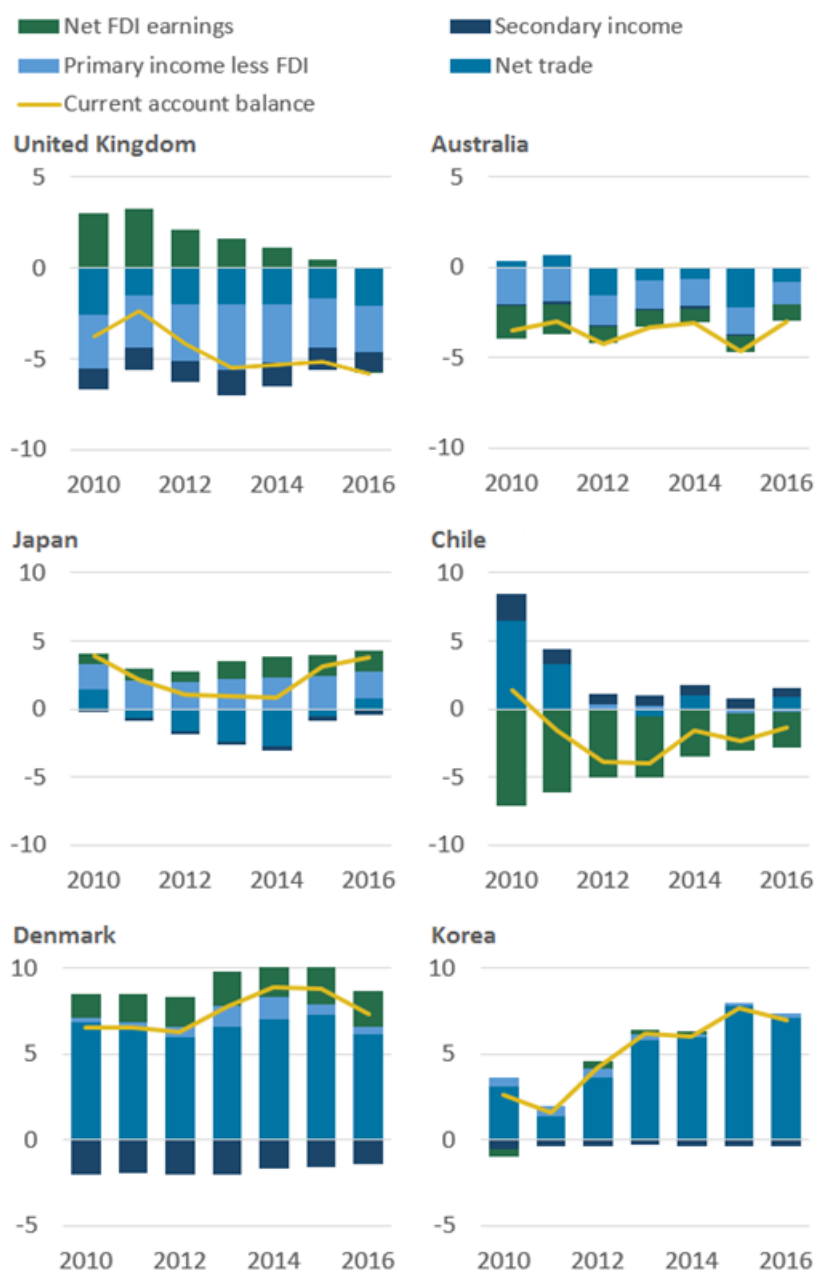 Net FDI earnings Secondary income
Primary income less FDI Net trade
Current account balance
United Kingdom Australia
5 5
0 0
-5 -5
-10 -10
2010 2012 2014 2016 2010 2012 2014 2016
Japan Chile
10 10
5 5
0 0
-5 -5
-10 -10
2010 2012 2014 2016 2010 2012 2014 2016
Denmark Korea
10 10
5 5
0 0
-5 -5
2010 2012 2014 2016 2010 2012 2014 2016